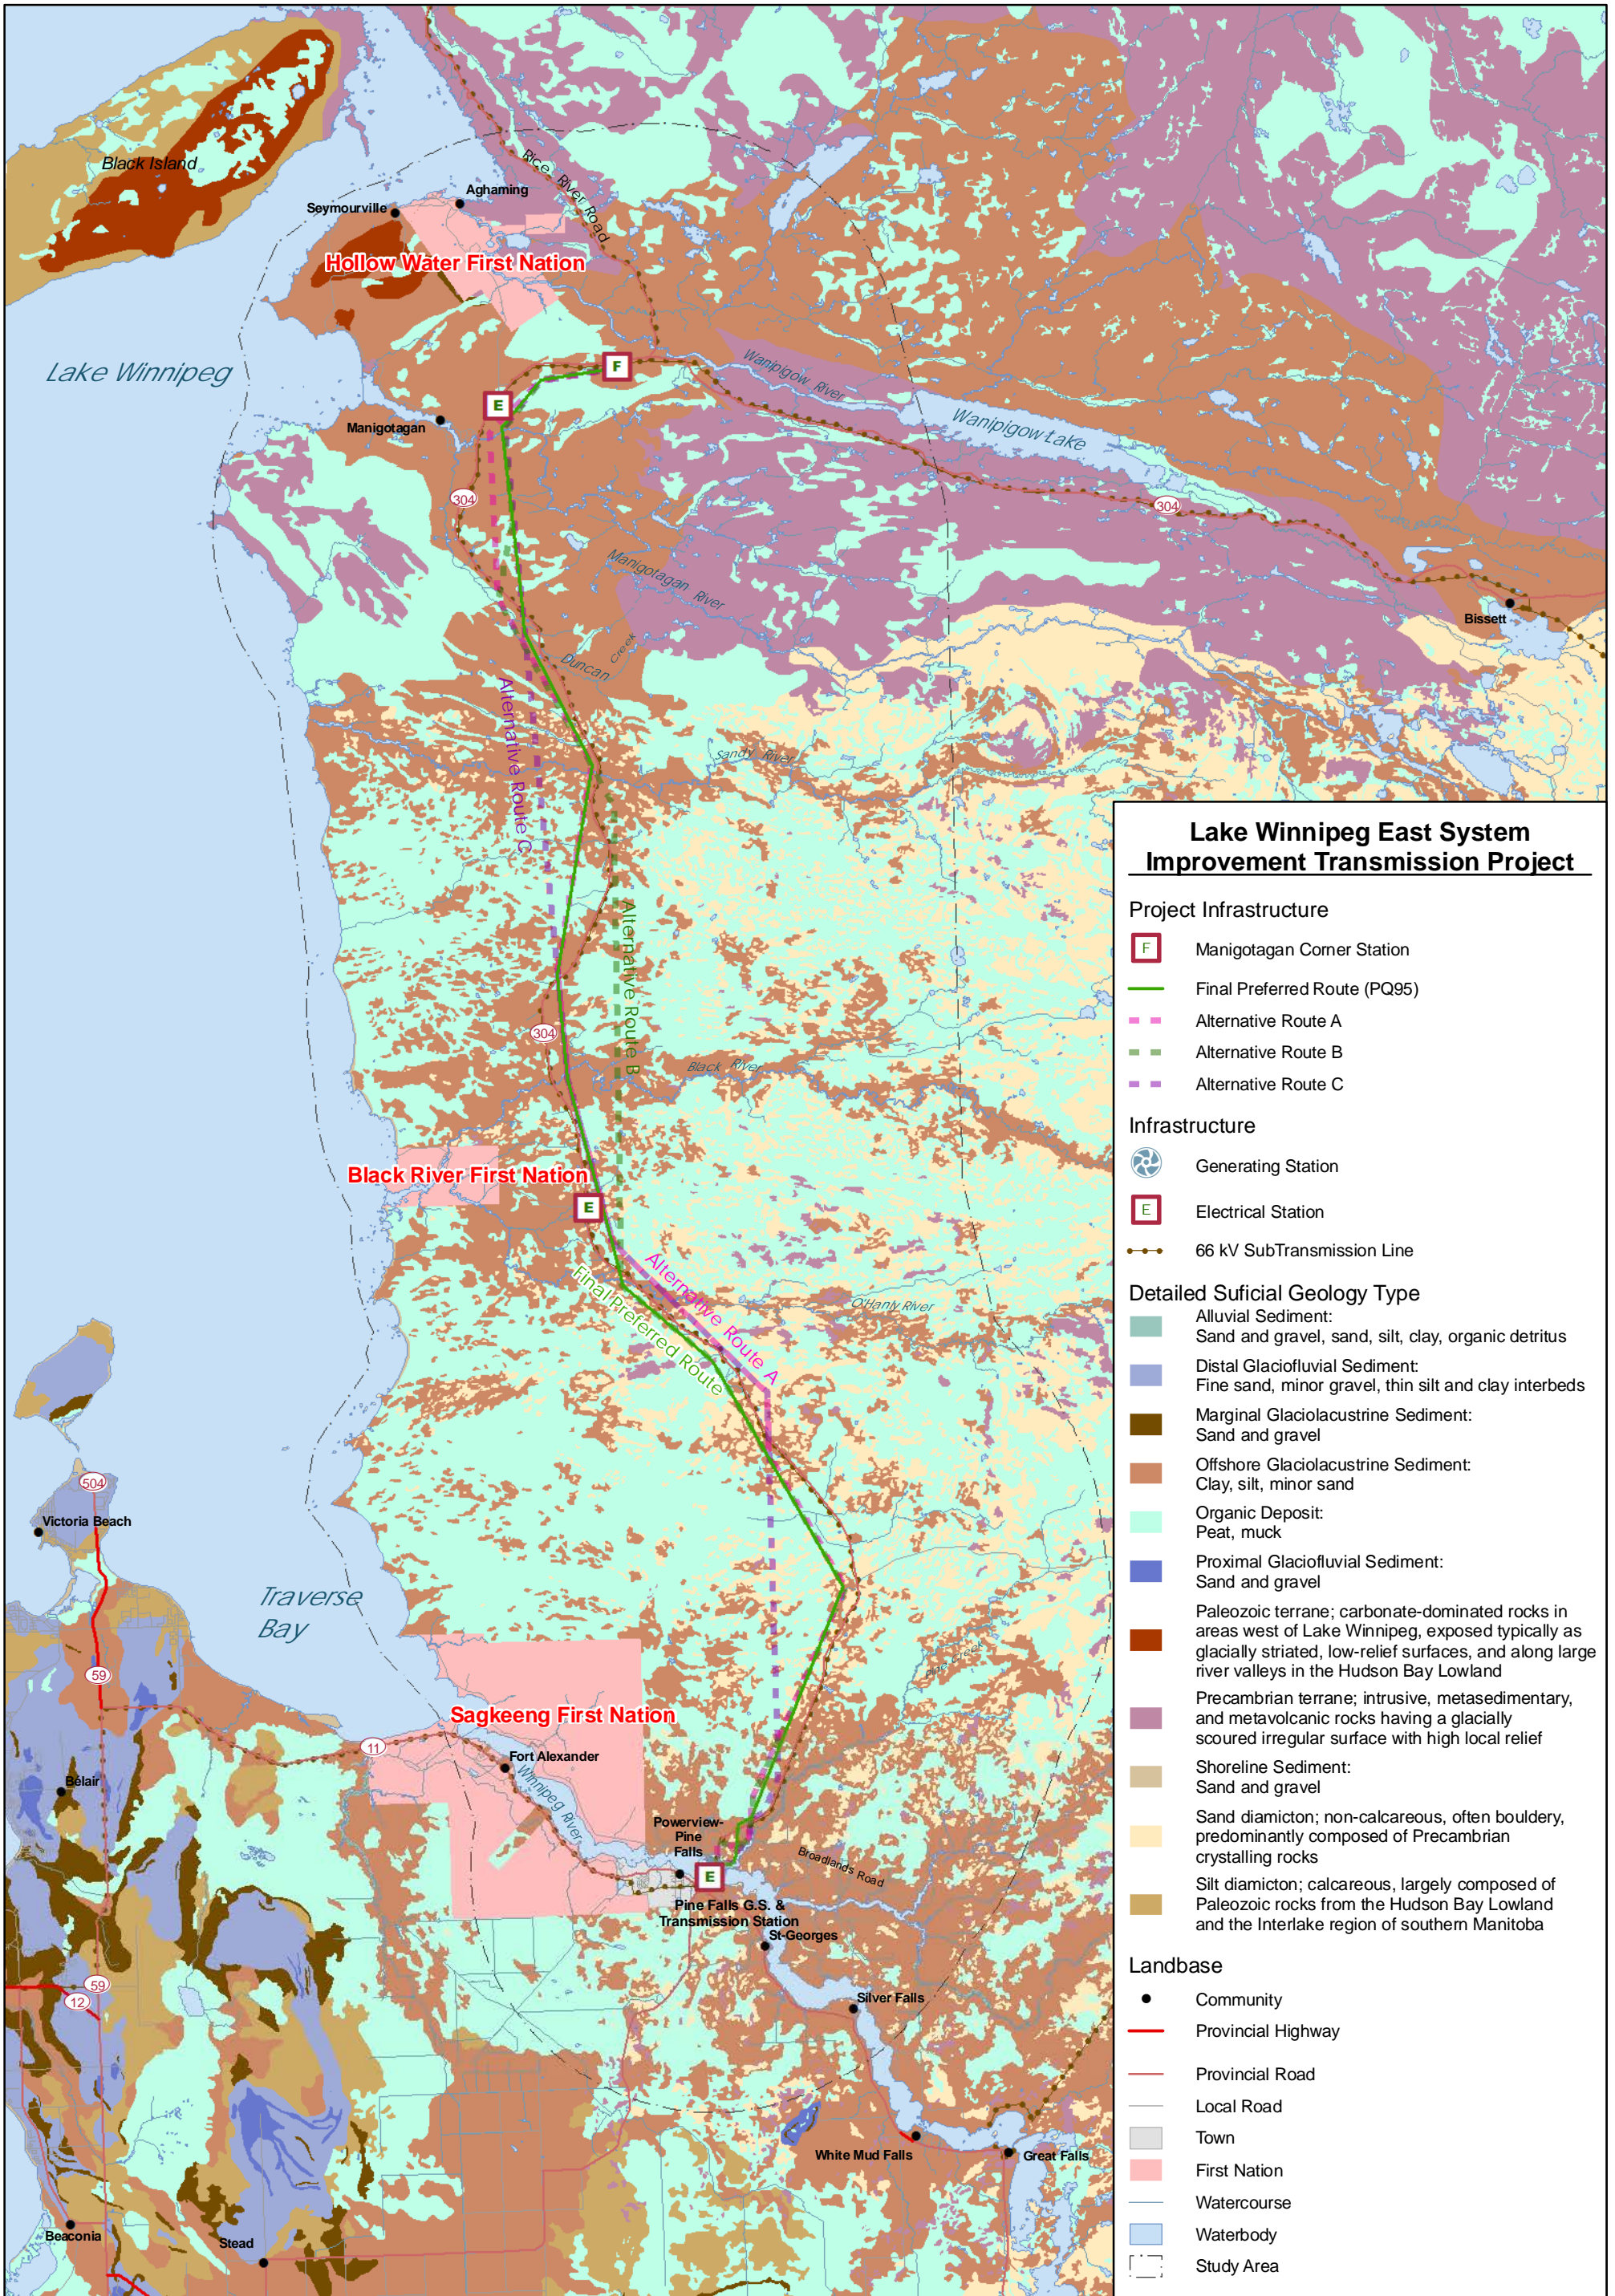 Black Island
Aghaming
Seymourville
Rice River Road
Hollow Water First Nation
Lake Winnipeg
F
E
Manigotagan
Wanipigow River
Wanipigow Lake
304
304
Manigotagan River
Bissett
Duncan Creek
Alternative Route C
Sandy River
Alternative Route B
304
Black River
Black River First Nation
E
Alternative Route A
Final Preferred Route
O'Hanly River
504
Victoria Beach
Traverse
Bay
59
Pine Creek
Sagkeeng First Nation
11
Fort Alexander
Winnipeg River
Belair
Powerview-
Pine
Falls
Broadlands Road
E
Pine Falls G.S. &
Transmission Station
St-Georges
59
12
Silver Falls
White Mud Falls
Great Falls
Beaconia
Stead
Lake Winnipeg East System
Improvement Transmission Project
Project Infrastructure
F Manigotagan Corner Station
Final Preferred Route (PQ95)
Alternative Route A
Alternative Route B
Alternative Route C
Infrastructure
Generating Station
E Electrical Station
66 kV SubTransmission Line
Detailed Suficial Geology Type
Alluvial Sediment:
Sand and gravel, sand, silt, clay, organic detritus
Distal Glaciofluvial Sediment:
Fine sand, minor gravel, thin silt and clay interbeds
Marginal Glaciolacustrine Sediment:
Sand and gravel
Offshore Glaciolacustrine Sediment:
Clay, silt, minor sand
Organic Deposit:
Peat, muck
Proximal Glaciofluvial Sediment:
Sand and gravel
Paleozoic terrane; carbonate-dominated rocks in
areas west of Lake Winnipeg, exposed typically as
glacially striated, low-relief surfaces, and along large
river valleys in the Hudson Bay Lowland
Precambrian terrane; intrusive, metasedimentary,
and metavolcanic rocks having a glacially
scoured irregular surface with high local relief
Shoreline Sediment:
Sand and gravel
Sand diamicton; non-calcareous, often bouldery,
predominantly composed of Precambrian
crystalling rocks
Silt diamicton; calcareous, largely composed of
Paleozoic rocks from the Hudson Bay Lowland
and the Interlake region of southern Manitoba
Landbase
Community
Provincial Highway
Provincial Road
Local Road
Town
First Nation
Watercourse
Waterbody
Study Area